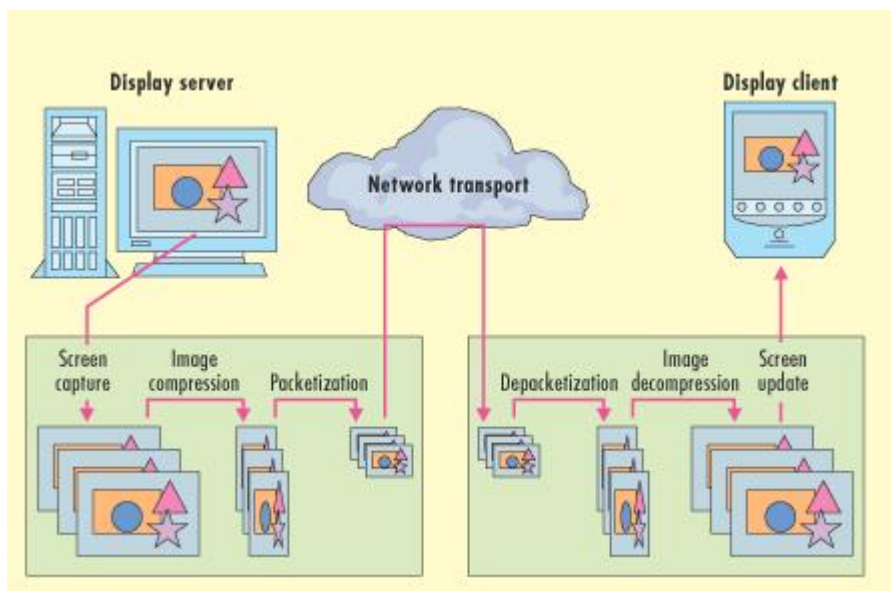 Display server
Display client
Network transport
Screen
capture
Image
compression
Packetization
Depacketization
Image
decompression
Screen
update